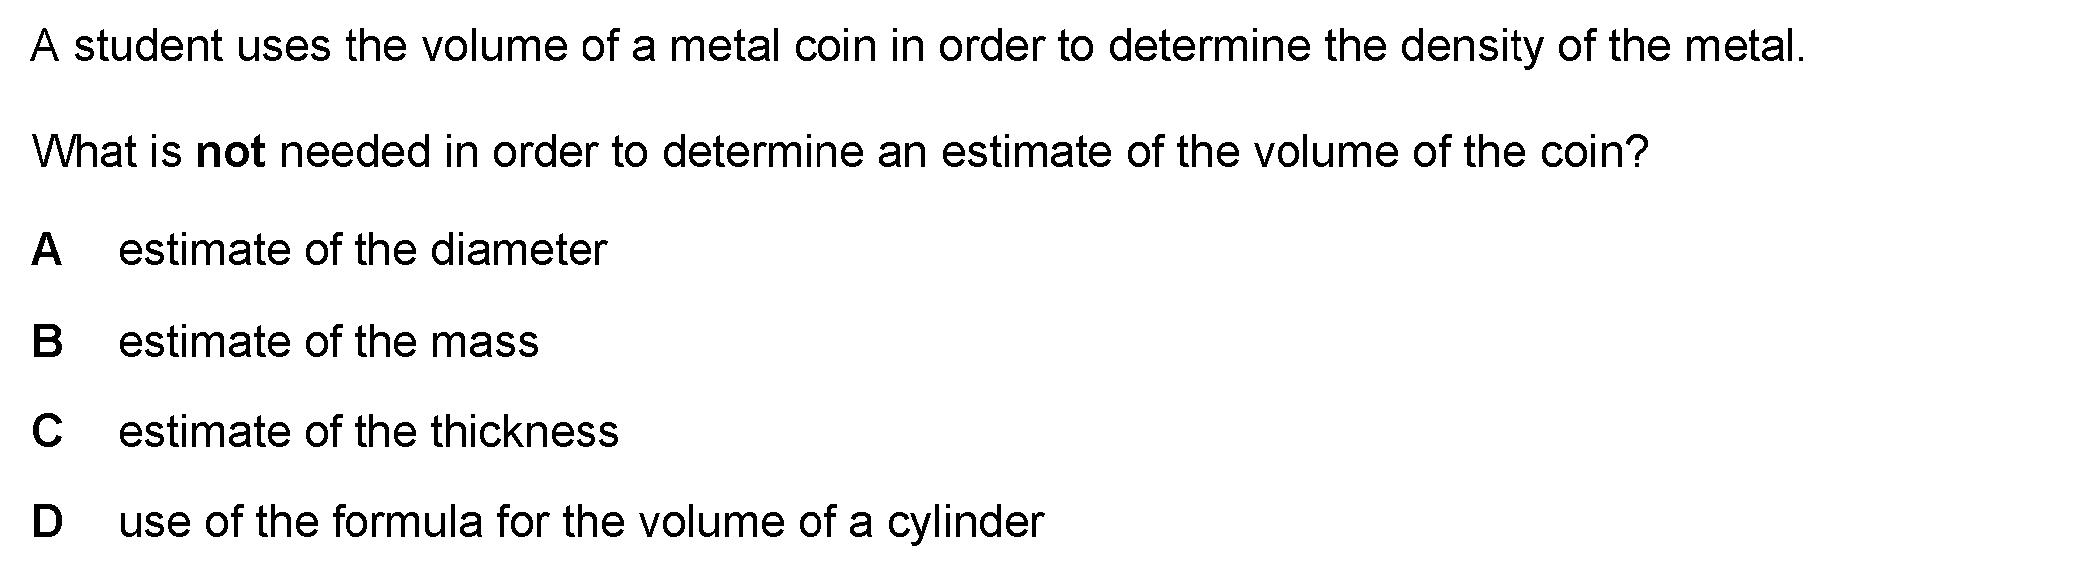 A student uses the volume of a metal coin in order to determine the density of the metal.
What is not needed in order to determine an estimate of the volume of the coin?
A estimate of the diameter
B estimate of the mass
C estimate of the thickness
D use of the formula for the volume of a cylinder